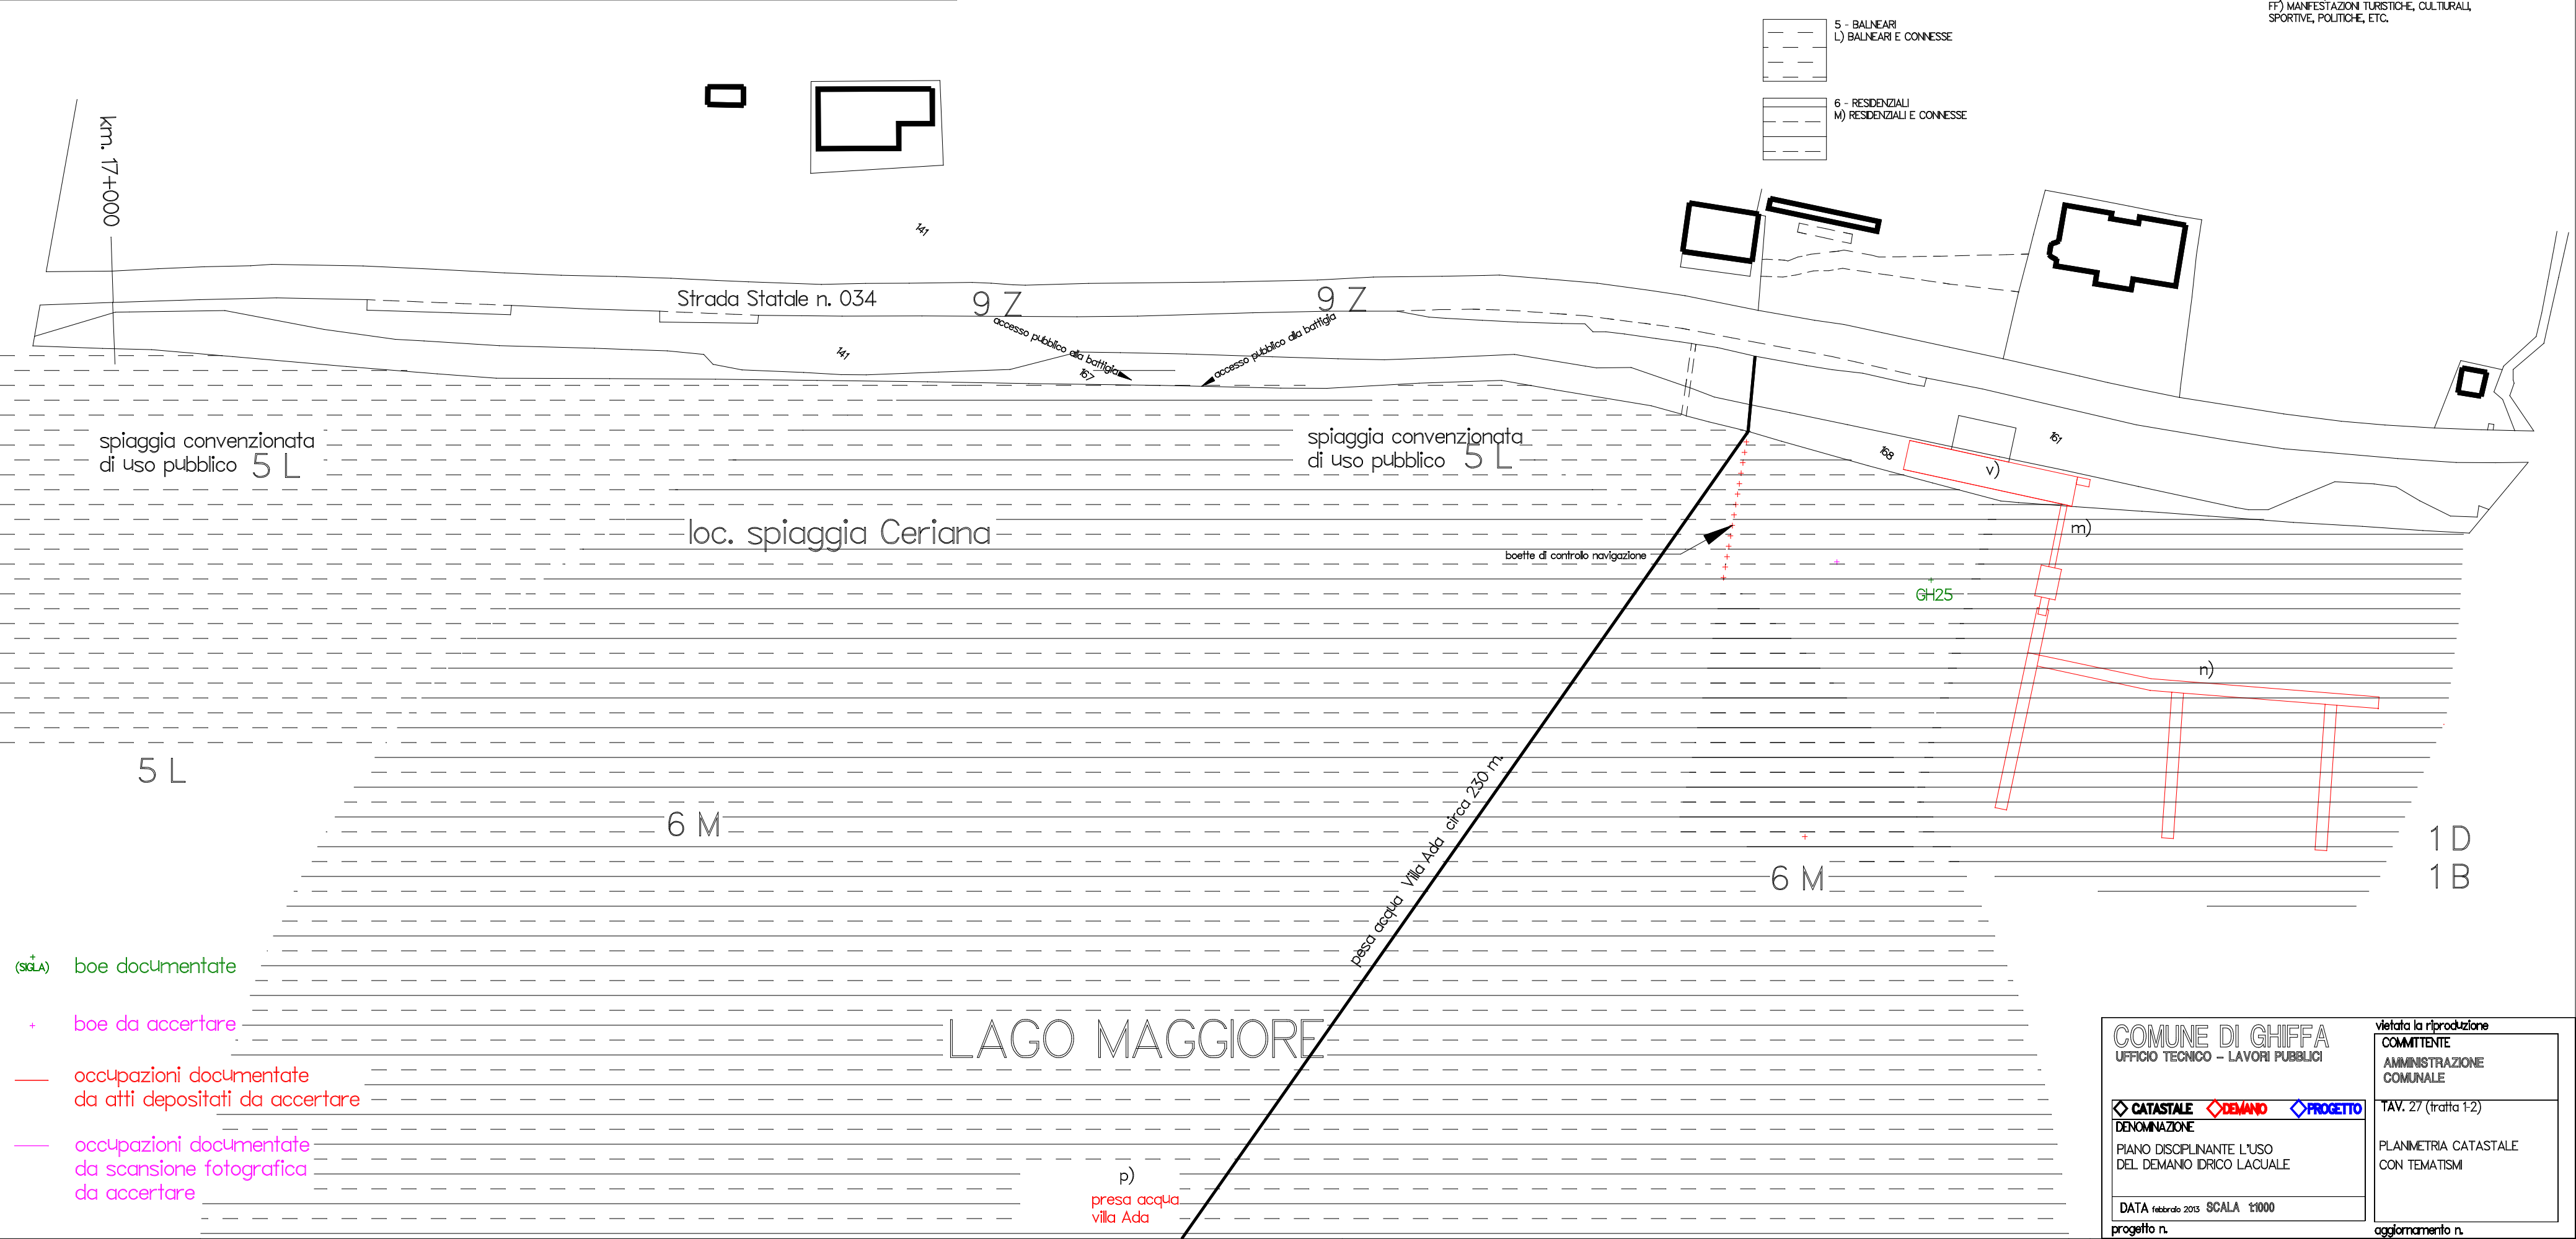 FF) MANIFESTAZIONI TURISTICHE, CULTIURALI,
SPORTIVE, POLITICHE, ETC.
5 - BALNEARI
L) BALNEARI E CONNESSE
6 - RESIDENZIALI
M) RESIDENZIALI E CONNESSE
km. 17+000
141
Strada Statale n. 034
9 Z
9 Z
accesso pubblico alla battigia
accesso pubblico alla battigia
141
167
spiaggia convenzionata
di uso pubblico 5 L
spiaggia convenzionata
di uso pubblico 5 L
168
161
v)
m)
loc. spiaggia Ceriana
boette di controllo navigazione
GH25
n)
5 L
6 M
pesa acqua Villa Ada circa 230 m.
6 M
1 D
1 B
(SIGLA) boe documentate
boe da accertare
occupazioni documentate
da atti depositati da accertare
occupazioni documentate
da scansione fotografica
da accertare
LAGO MAGGIORE
p)
presa acqua
villa Ada
COMUNE DI GHIFFA
UFFICIO TECNICO - LAVORI PUBBLICI
vietata la riproduzione
COMMITTENTE
AMMINISTRAZIONE
COMUNALE
CATASTALE DEMANIO PROGETTO
TAV. 27 (tratta 1-2)
DENOMINAZIONE
PIANO DISCIPLINANTE L'USO
DEL DEMANIO IDRICO LACUALE
PLANIMETRIA CATASTALE
CON TEMATISMI
DATA febbraio 2013 SCALA 1:1000
progetto n.
aggiornamento n.